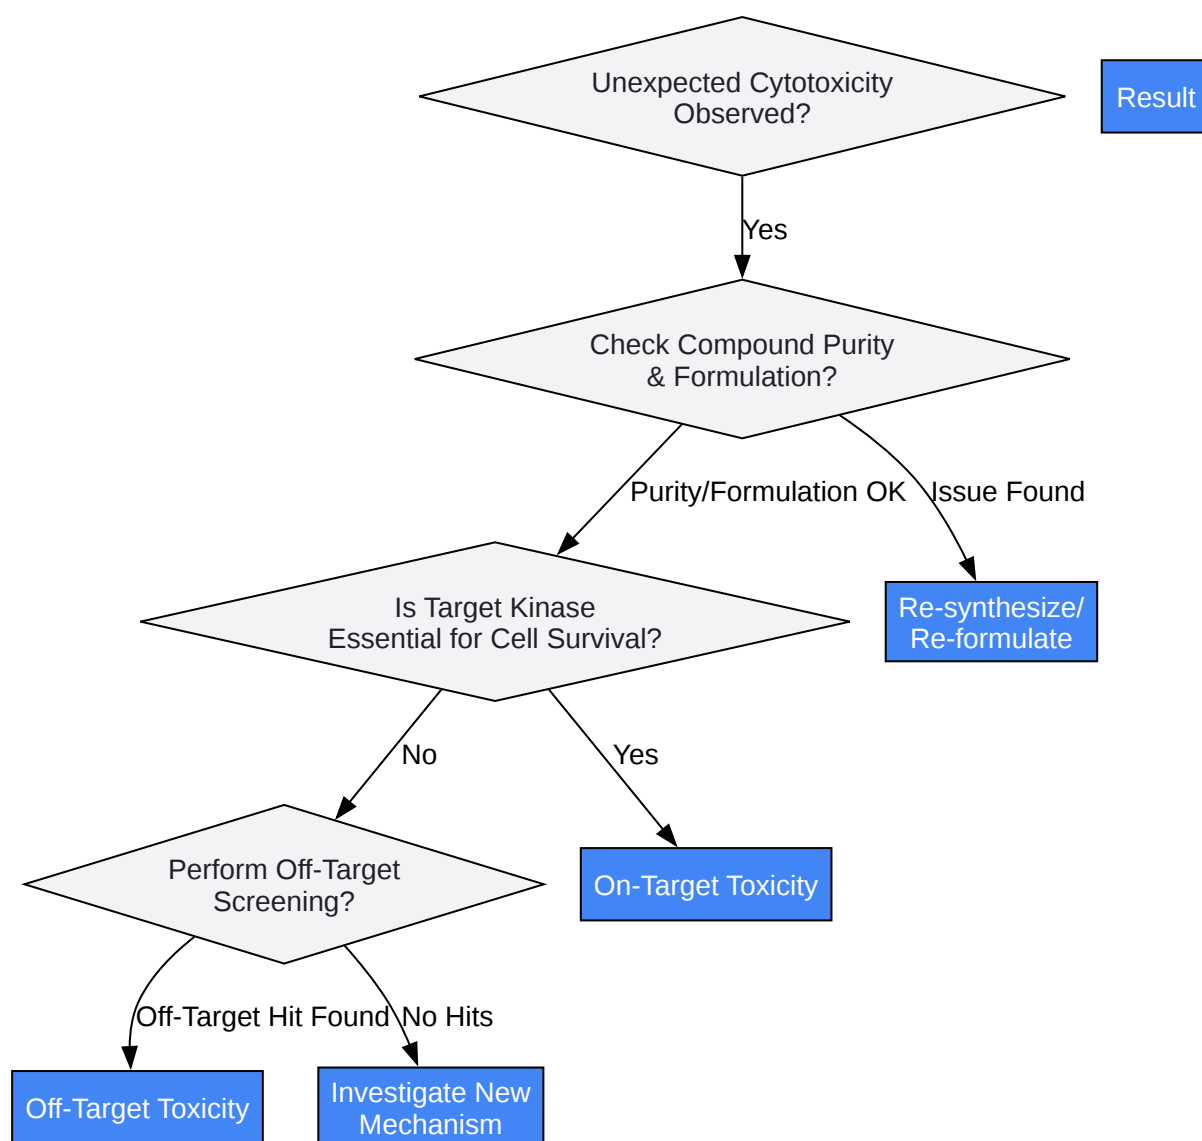 Unexpected Cytotoxicity
Observed?
Result
Yes
Check Compound Purity
& Formulation?
Purity/Formulation OK
Issue Found
Is Target Kinase
Essential for Cell Survival?
Re-synthesize/
Re-formulate
No
Yes
Perform Off-Target
Screening?
On-Target Toxicity
Off-Target Hit Found
No Hits
Off-Target Toxicity
Investigate New
Mechanism